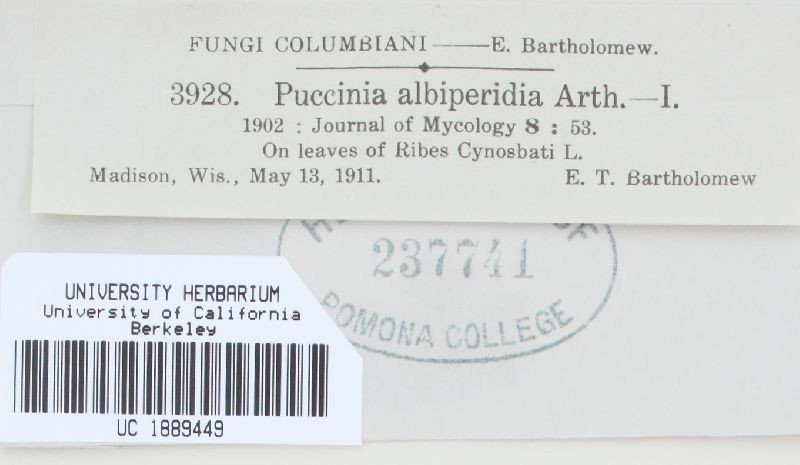 FUNGI COLUMBIANI——E. Bartholomew.
3928. Puccinia albiperidia Arth.—I.
1902 : Journal of Mycology 8 : 53.
On leaves of Ribes Cynosbati L.
Madison, Wis., May 13, 1911. E. T. Bartholomew
237741
POMONA COLLEGE
UNIVERSITY HERBARIUM
University of California
Berkeley
UC 1889449